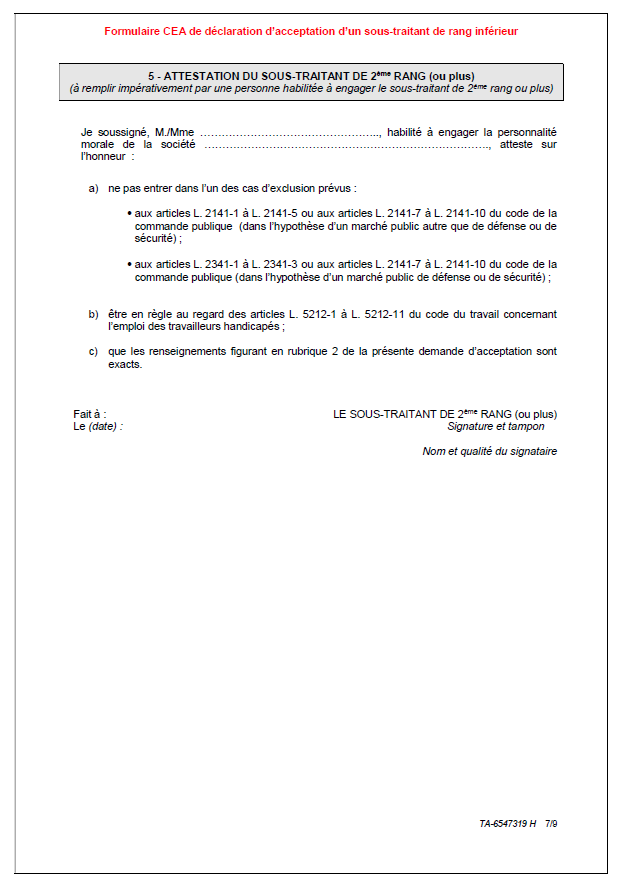 Formulaire CEA de déclaration d'acceptation d'un sous-traitant de rang inférieur
5 - ATTESTATION DU SOUS-TRAITANT DE 2ème RANG (ou plus)
(à remplir impérativement par une personne habilitée à engager le sous-traitant de 2ème rang ou plus)
Je soussigné, M./Mme ………………………………………….., habilité à engager la personnalité
morale de la société ……………………………………………………………………., atteste sur
l'honneur :
a) ne pas entrer dans l'un des cas d'exclusion prévus :
• aux articles L. 2141-1 à L. 2141-5 ou aux articles L. 2141-7 à L. 2141-10 du code de la
commande publique (dans l'hypothèse d'un marché public autre que de défense ou de
sécurité) ;
• aux articles L. 2341-1 à L. 2341-3 ou aux articles L. 2141-7 à L. 2141-10 du code de la
commande publique (dans l'hypothèse d'un marché public de défense ou de sécurité) ;
b) être en règle au regard des articles L. 5212-1 à L. 5212-11 du code du travail concernant
l'emploi des travailleurs handicapés ;
c) que les renseignements figurant en rubrique 2 de la présente demande d'acceptation sont
exacts.
Fait à : LE SOUS-TRAITANT DE 2ème RANG (ou plus)
Le (date) : Signature et tampon
Nom et qualité du signataire
TA-6547319 H 7/9